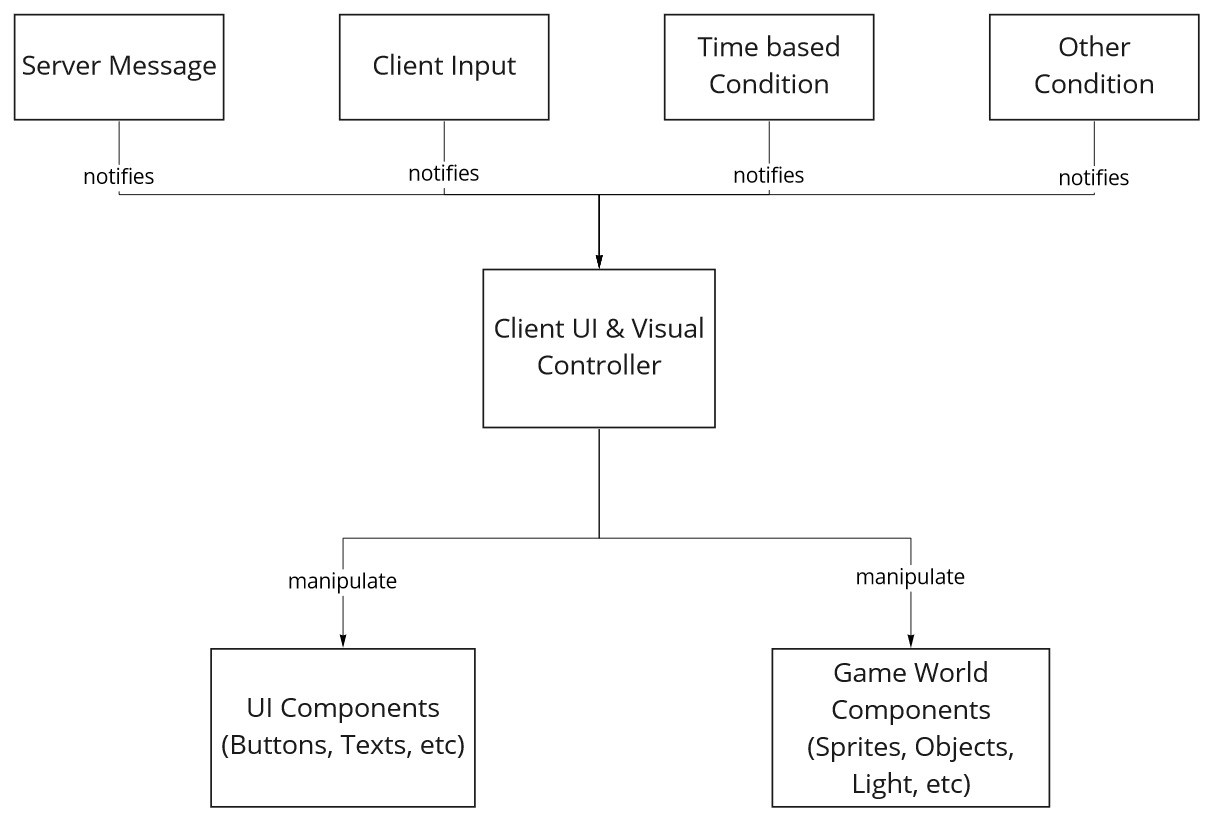 Server Message
Client Input
Time based
Condition
Other
Condition
notifies
notifies
notifies
notifies
Client UI & Visual
Controller
manipulate
manipulate
UI Components
(Buttons, Texts, etc)
Game World
Components
(Sprites, Objects,
Light, etc)